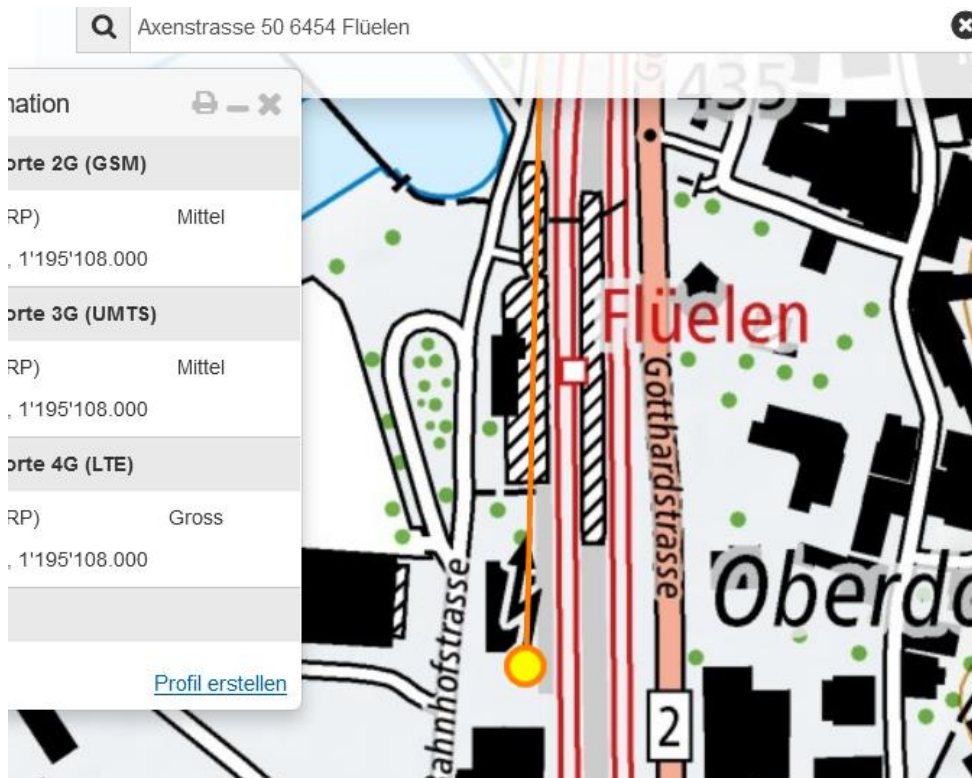 Axenstrasse 50 6454 Flüelen
mation
orte 2G (GSM)
RP) Mittel
, 1'195'108.000
orte 3G (UMTS)
RP) Mittel
, 1'195'108.000
orte 4G (LTE)
RP) Gross
, 1'195'108.000
Profil erstellen
435
Flüelen
Gotthardstrasse
Oberdo
Bahnhofstrasse
ahnhofstrasse
2